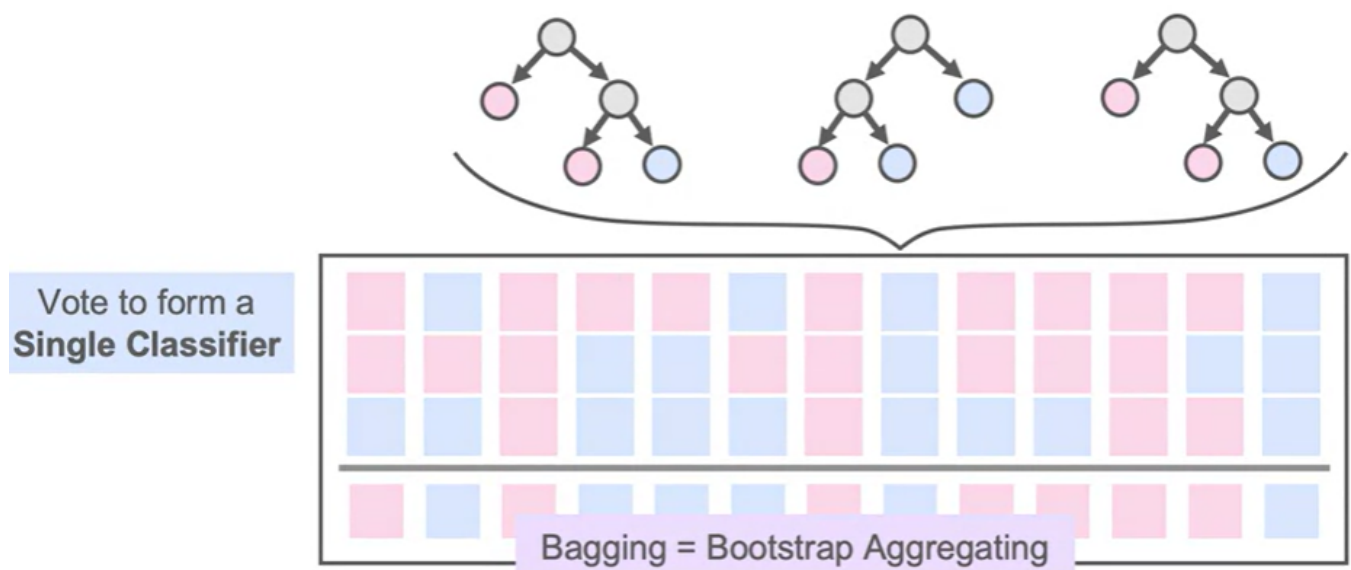 Vote to form a
Single Classifier
Bagging = Bootstrap Aggregating